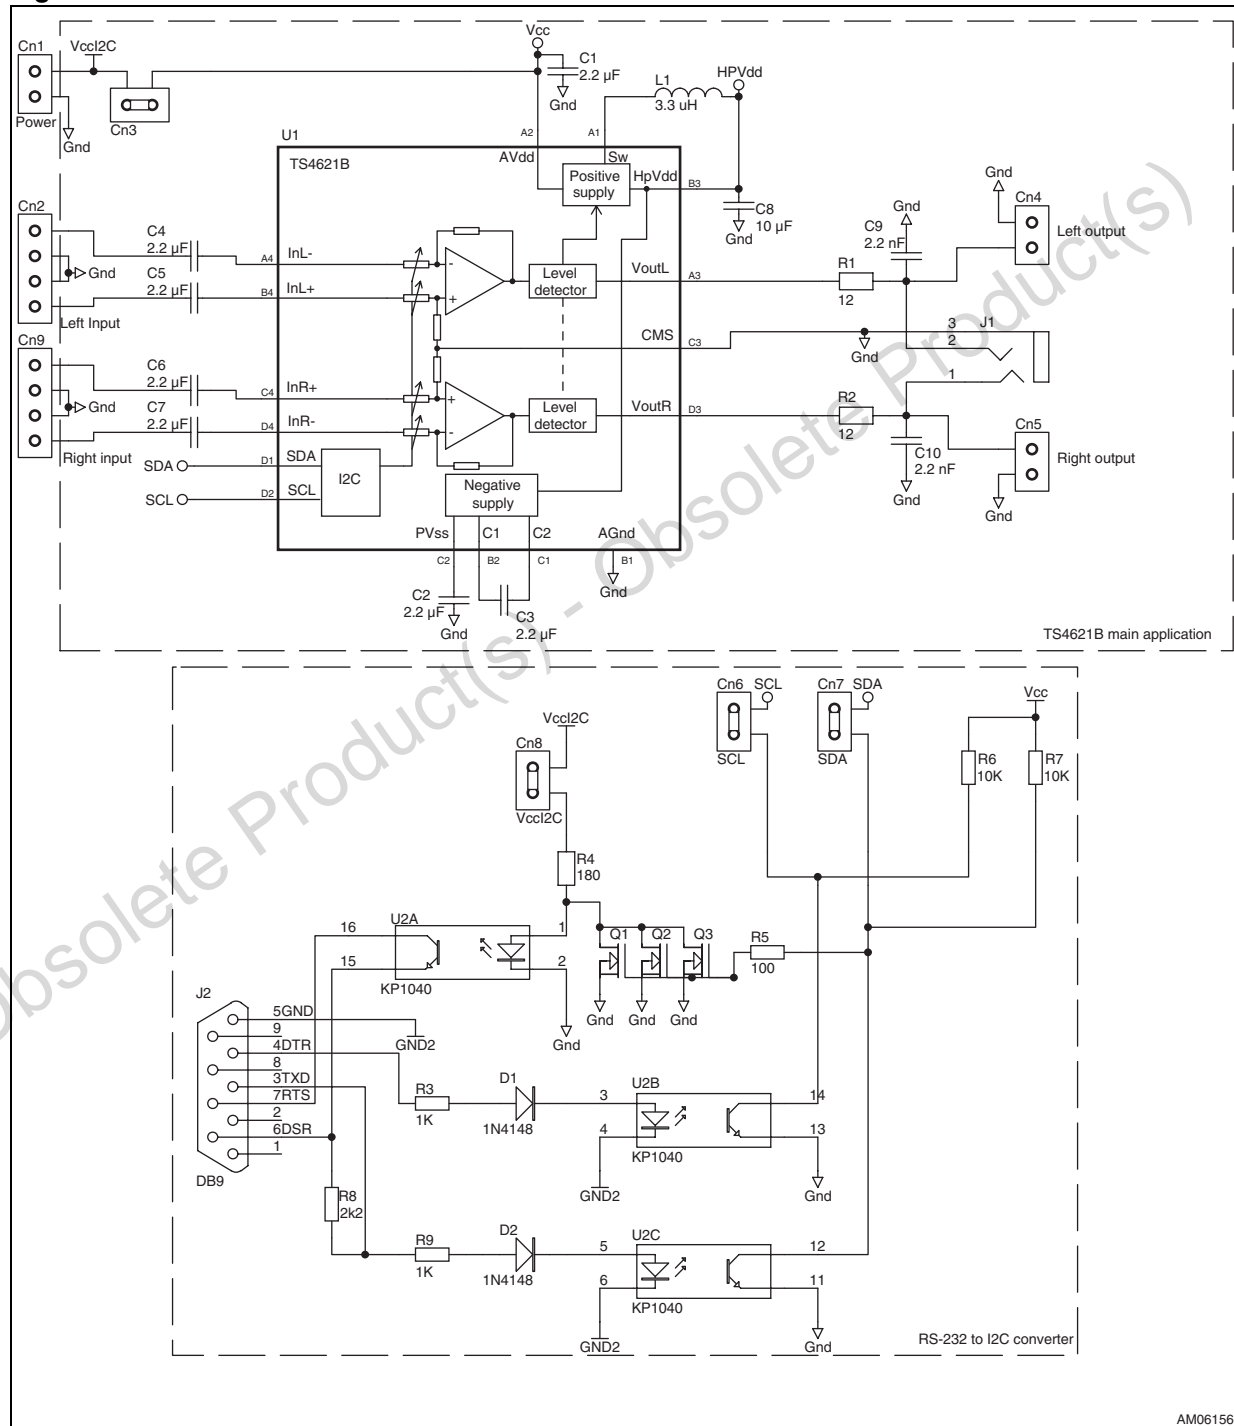 Cn1
VccI2C
Power
Gnd
Cn3
Vcc
C1
2.2 µF
Gnd
L1
3.3 uH
HPVdd
U1
TS4621B
A2
AVdd
A1
Sw
Positive
supply
HpVdd
B3
C8
10 µF
Gnd
Cn2
C4
2.2 µF
Gnd
C5
2.2 µF
Left Input
A4
InL-
B4
InL+
-
+
Level
detector
VoutL
A3
CMS
C3
Gnd
C9
2.2 nF
R1
12
Gnd
Cn4
Left output
Gnd
3
J1
2
1
Cn9
C6
2.2 µF
Gnd
C7
2.2 µF
Right input
C4
InR+
D4
InR-
+
-
Level
detector
VoutR
D3
R2
12
C10
2.2 nF
Gnd
Cn5
Right output
Gnd
SDA
D1
SDA
SCL
D2
SCL
I2C
Negative
supply
PVss
C1
C2
AGnd
C2
B2
C1
B1
Gnd
C2
2.2 µF
Gnd
C3
2.2 µF
TS4621B main application
Cn6
SCL
SCL
Cn7
SDA
SDA
Vcc
R6
10K
R7
10K
VccI2C
Cn8
VccI2C
R4
180
U2A
16
15
1
2
KP1040
Gnd
Q1
Q2
Q3
Gnd
Gnd
Gnd
R5
100
J2
5GND
9
4DTR
8
3TXD
7RTS
2
6DSR
1
DB9
GND2
R3
1K
D1
1N4148
3
4
U2B
KP1040
14
13
GND2
Gnd
R8
2k2
R9
1K
D2
1N4148
5
6
U2C
KP1040
12
11
GND2
Gnd
RS-232 to I2C converter
AM06156
Obsolete Product(s) - Obsolete Product(s)